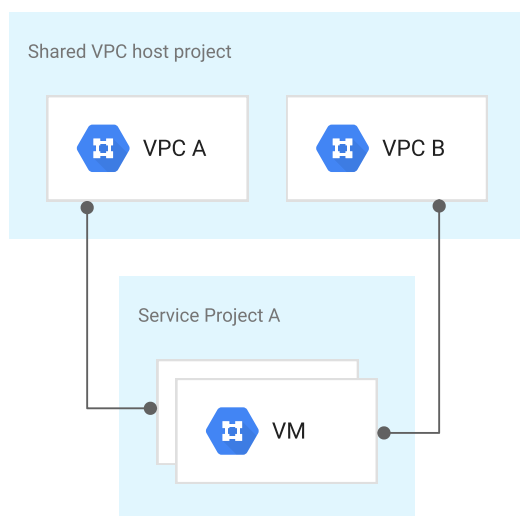 Shared VPC host project
VPC A
VPC B
Service Project A
VM